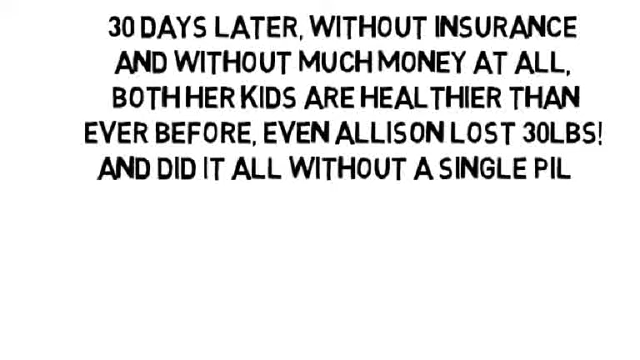 30 DAYS LATER, WITHOUT INSURANCE
AND WITHOUT MUCH MONEY AT ALL,
BOTH HER KIDS ARE HEALTHIER THAN
EVER BEFORE, EVEN ALLISON LOST 30LBS!
AND DID IT ALL WITHOUT A SINGLE PIL